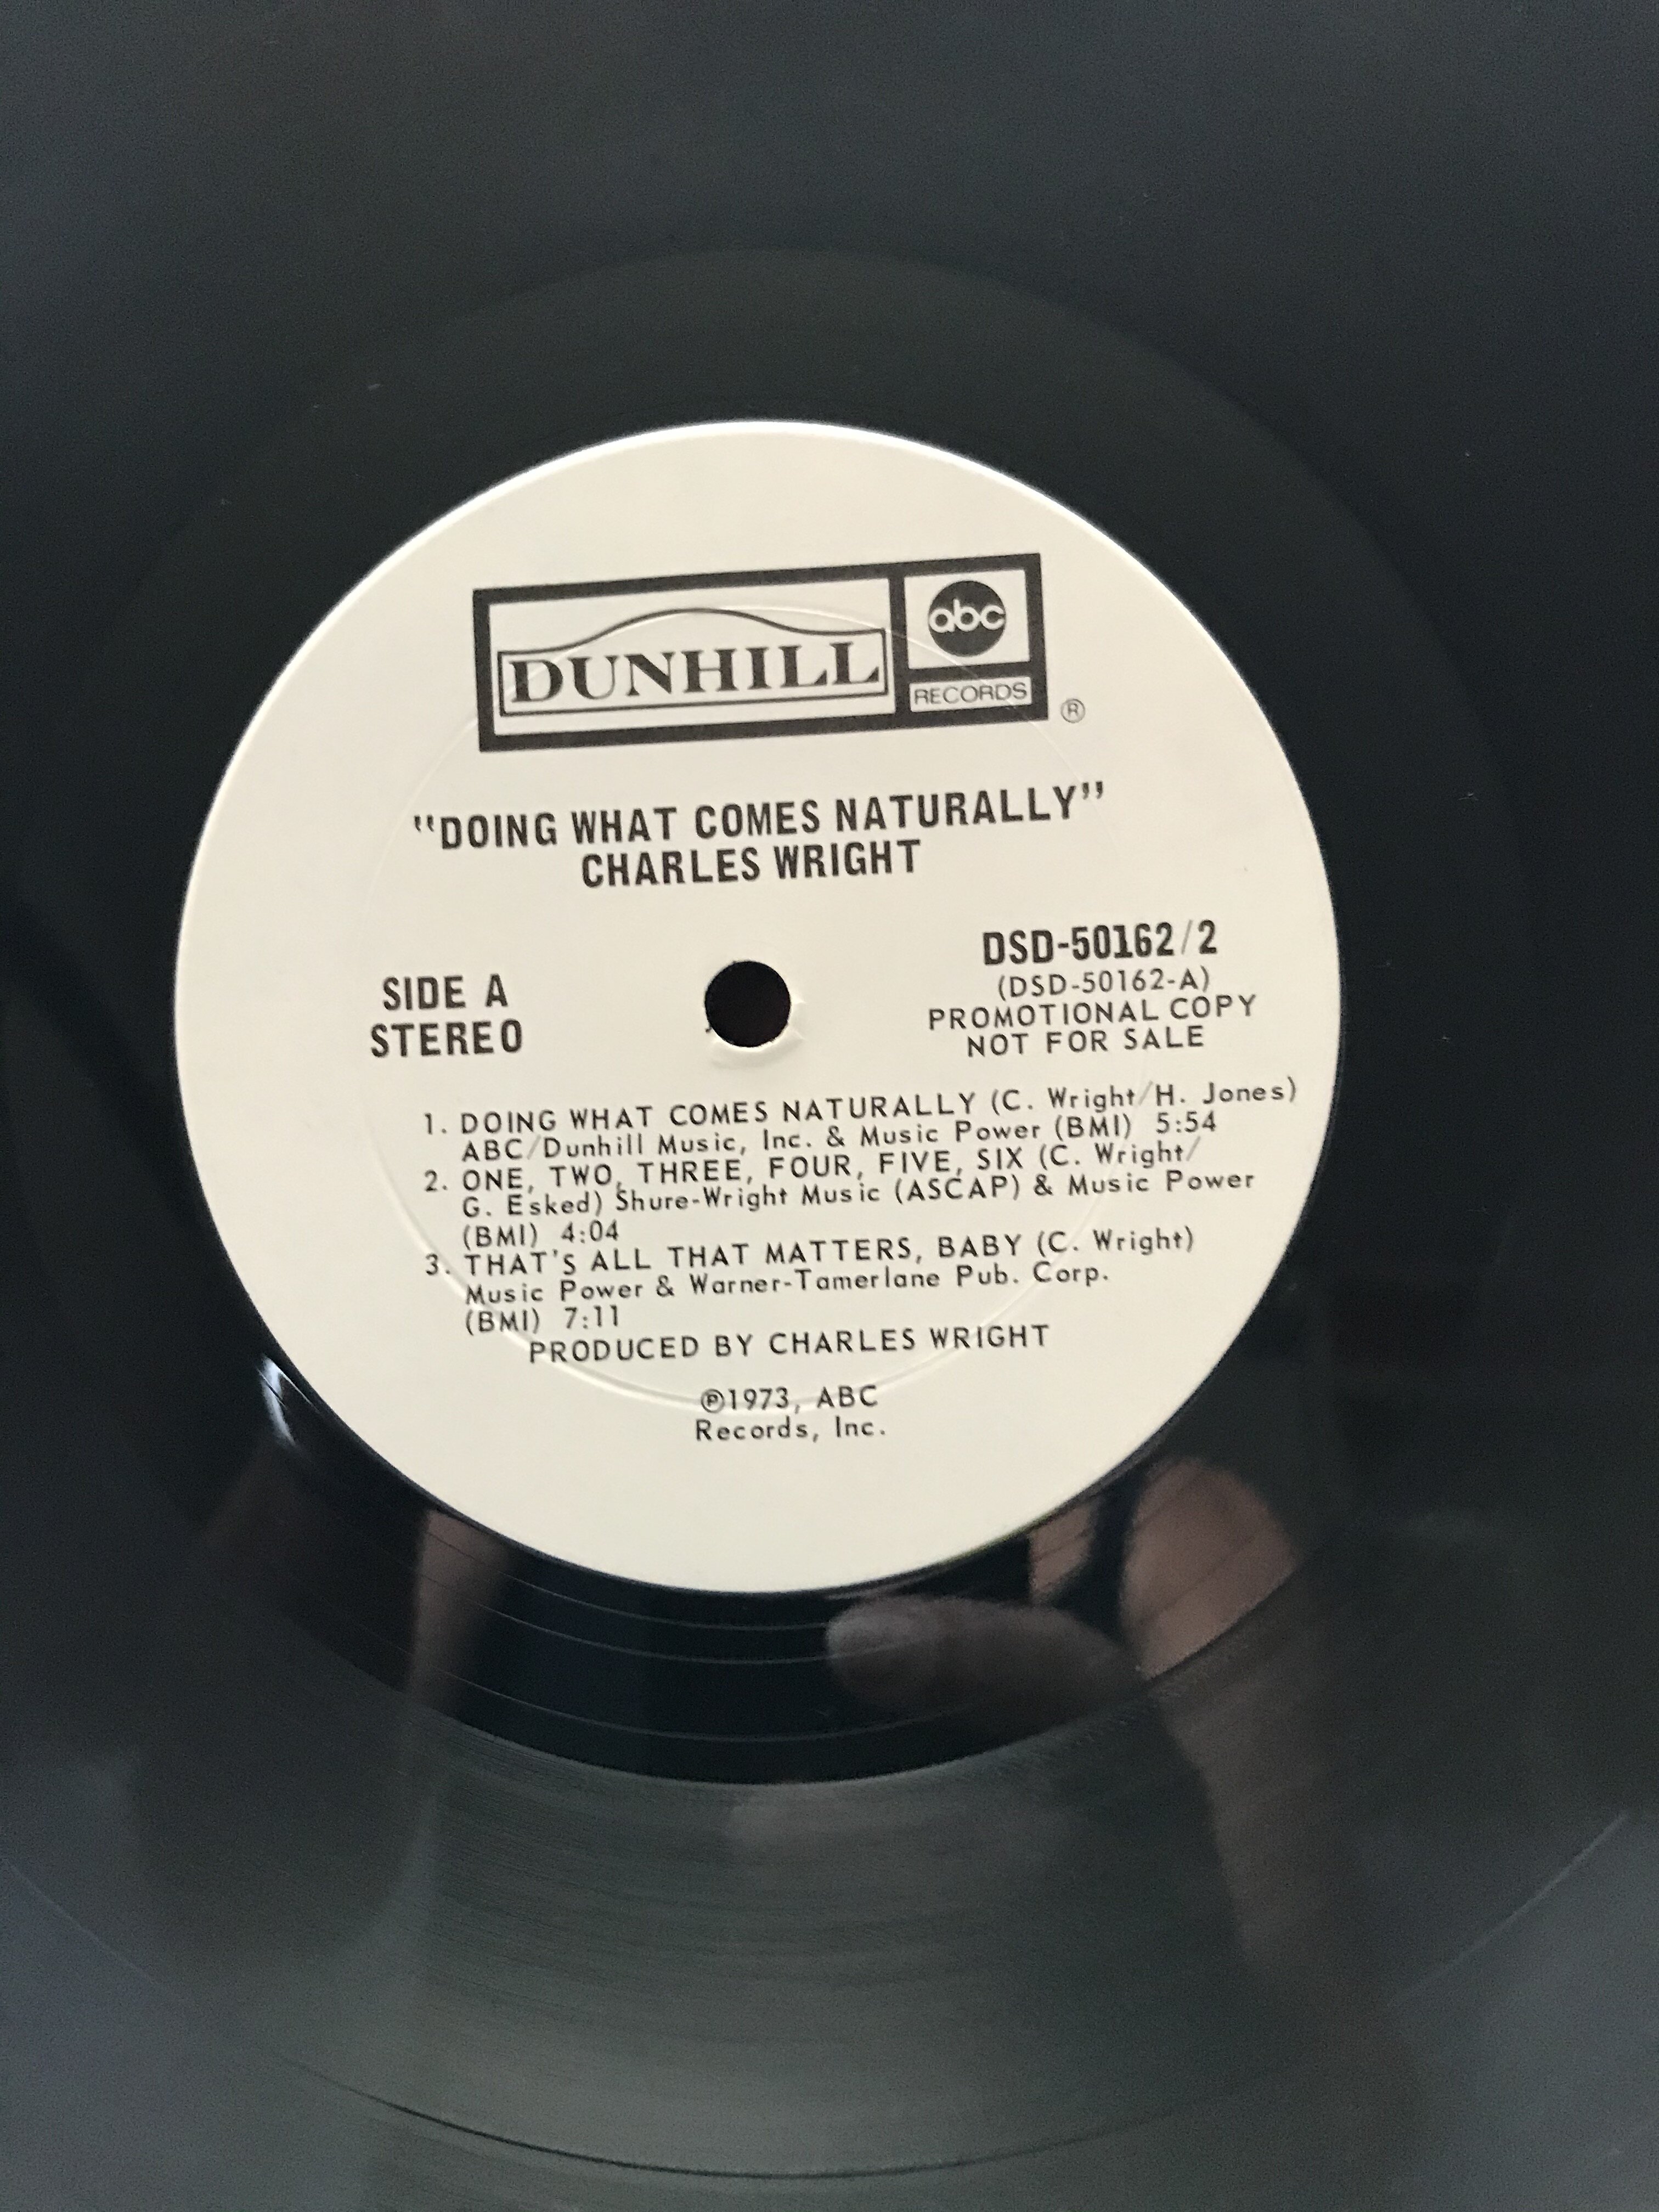 DUNHILL
abc
RECORDS
®
"DOING WHAT COMES NATURALLY"
CHARLES WRIGHT
SIDE A
STEREO
DSD-50162/2
(DSD-50162-A)
PROMOTIONAL COPY
NOT FOR SALE
1. DOING WHAT COMES NATURALLY (C. Wright/H. Jones)
ABC/Dunhill Music, Inc. & Music Power (BMI) 5:54
2. ONE, TWO, THREE, FOUR, FIVE, SIX (C. Wright/
G. Esked) Shure-Wright Music (ASCAP) & Music Power
(BMI) 4:04
3. THAT'S ALL THAT MATTERS, BABY (C. Wright)
Music Power & Warner-Tamerlane Pub. Corp.
(BMI) 7:11
PRODUCED BY CHARLES WRIGHT
℗1973, ABC
Records, Inc.